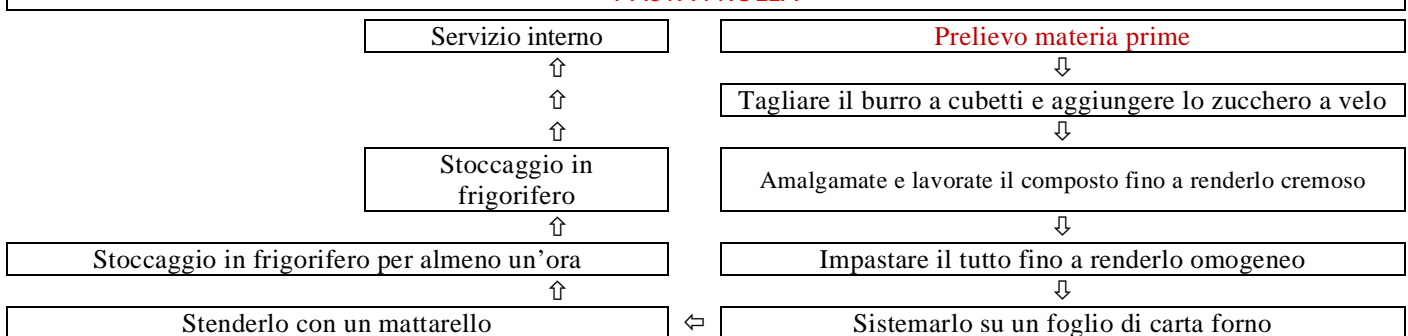 Servizio interno
Prelievo materia prime
Tagliare il burro a cubetti e aggiungere lo zucchero a velo
Stoccaggio in
frigorifero
Amalgamate e lavorate il composto fino a renderlo cremoso
Stoccaggio in frigorifero per almeno un’ora
Impastare il tutto fino a renderlo omogeneo
Stenderlo con un mattarello
Sistemarlo su un foglio di carta forno